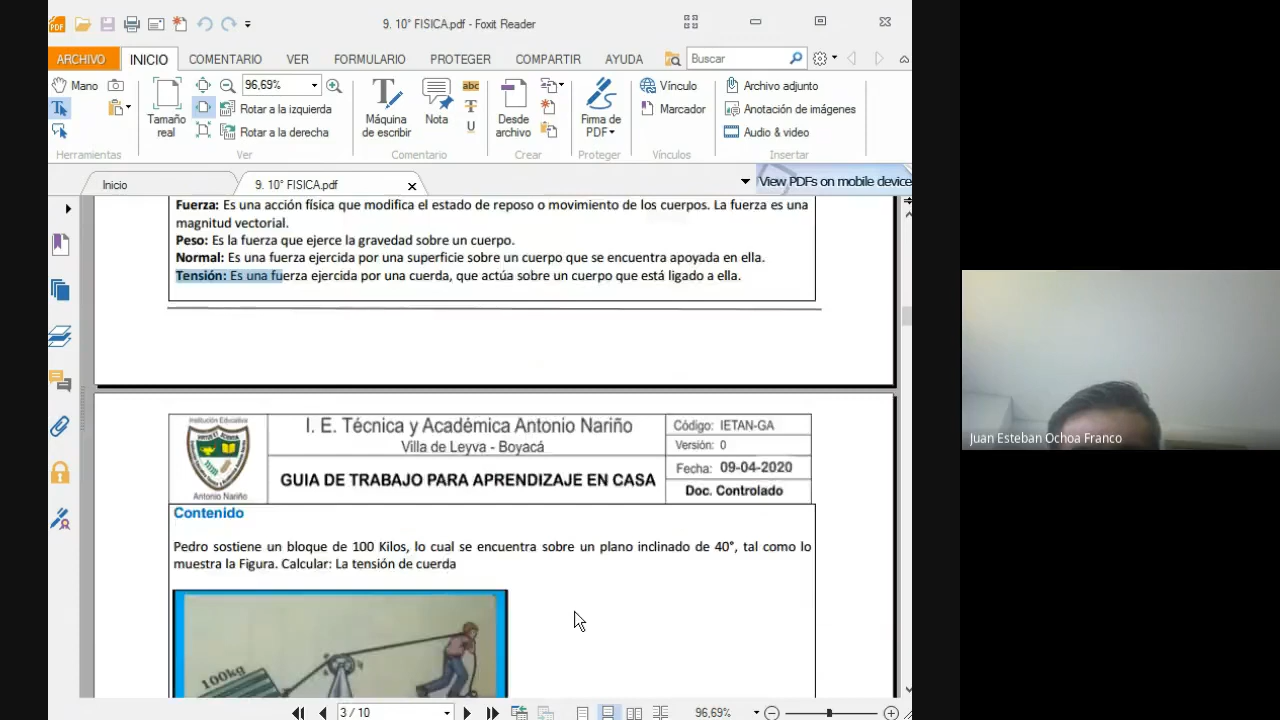 9. 10° FISICA.pdf - Foxit Reader
ARCHIVO INICIO COMENTARIO VER FORMULARIO PROTEGER COMPARTIR AYUDA Buscar
Mano
96,69%
Tamaño real
Rotar a la izquierda
Rotar a la derecha
Máquina de escribir
Nota
abc
T
U
Desde archivo
Firma de PDF
Vínculo
Marcador
Archivo adjunto
Anotación de imágenes
Audio & video
Herramientas Ver Comentario Crear Proteger Vínculos Insertar
Inicio 9. 10° FISICA.pdf View PDFs on mobile device
Fuerza: Es una acción física que modifica el estado de reposo o movimiento de los cuerpos. La fuerza es una
magnitud vectorial.
Peso: Es la fuerza que ejerce la gravedad sobre un cuerpo.
Normal: Es una fuerza ejercida por una superficie sobre un cuerpo que se encuentra apoyada en ella.
Tensión: Es una fuerza ejercida por una cuerda, que actúa sobre un cuerpo que está ligado a ella.
Institución Educativa
Antonio Nariño
I. E. Técnica y Académica Antonio Nariño
Villa de Leyva - Boyacá
GUIA DE TRABAJO PARA APRENDIZAJE EN CASA
Código: IETAN-GA
Versión: 0
Fecha: 09-04-2020
Doc. Controlado
Contenido
Pedro sostiene un bloque de 100 Kilos, lo cual se encuentra sobre un plano inclinado de 40°, tal como lo
muestra la Figura. Calcular: La tensión de cuerda
100kg
3 / 10
96,69%
Juan Esteban Ochoa Franco